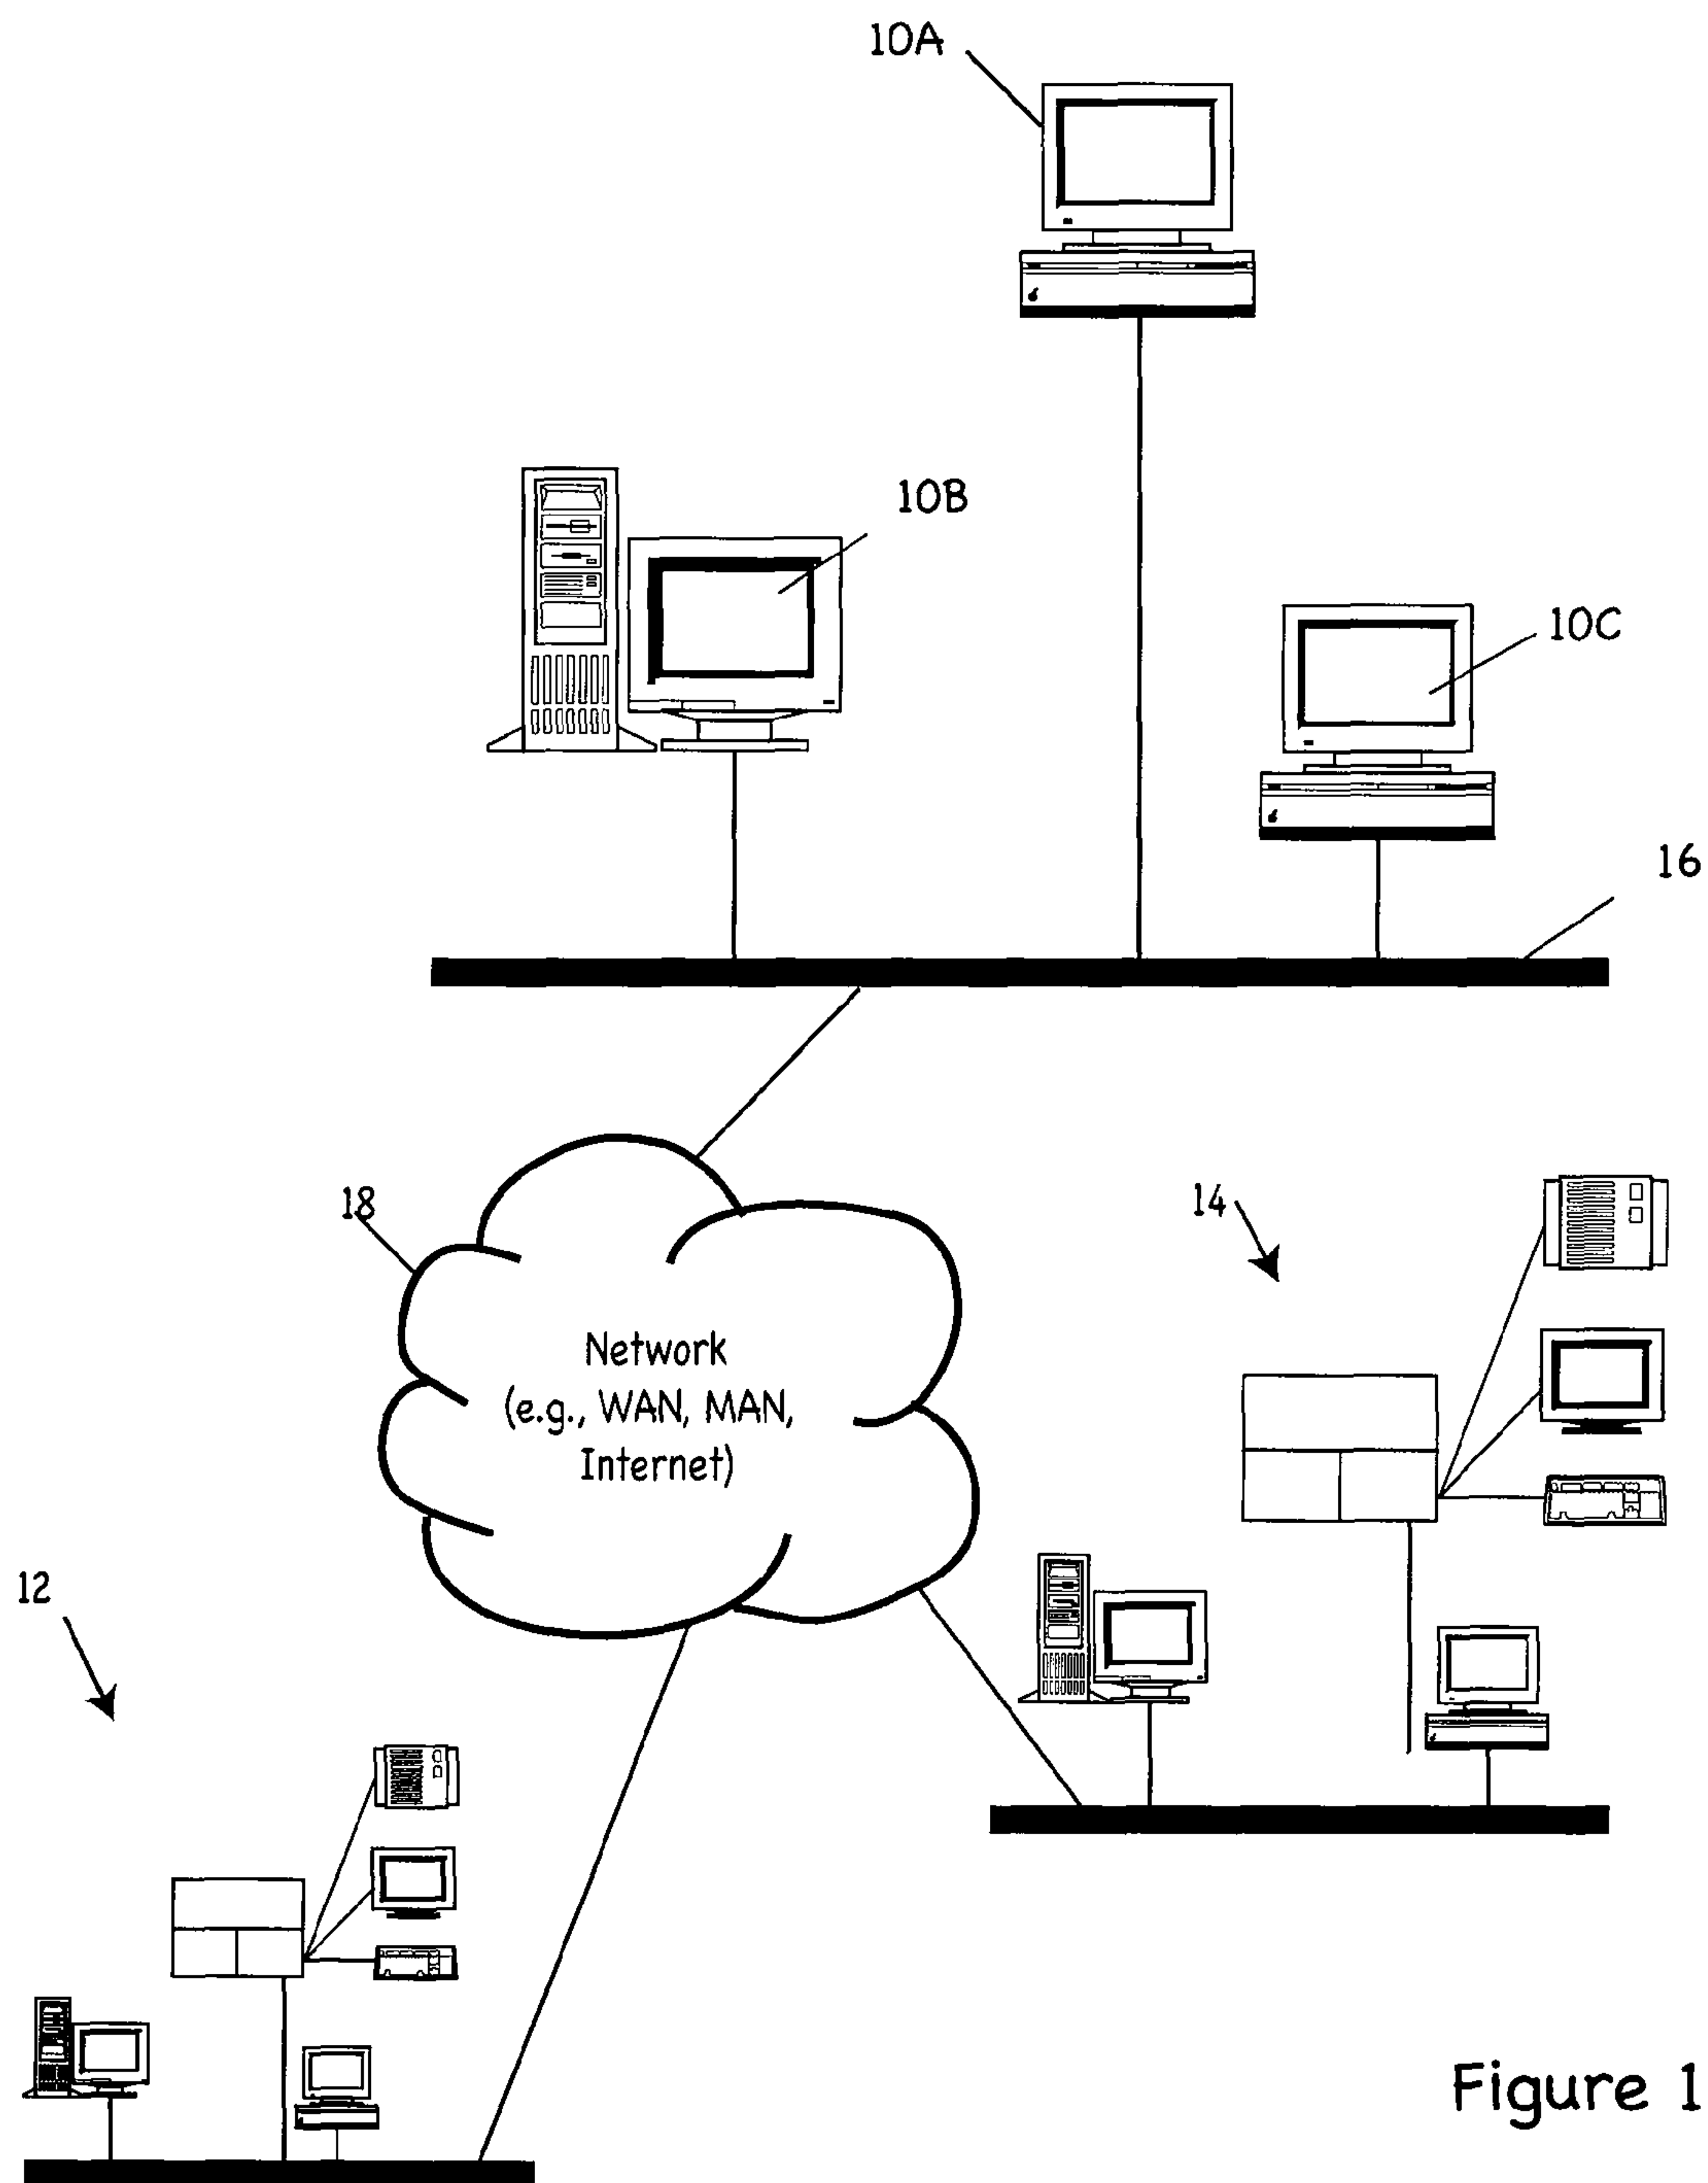 10A
10B
10C
16
18
14
Network
(e.g., WAN, MAN,
Internet)
12
Figure 1